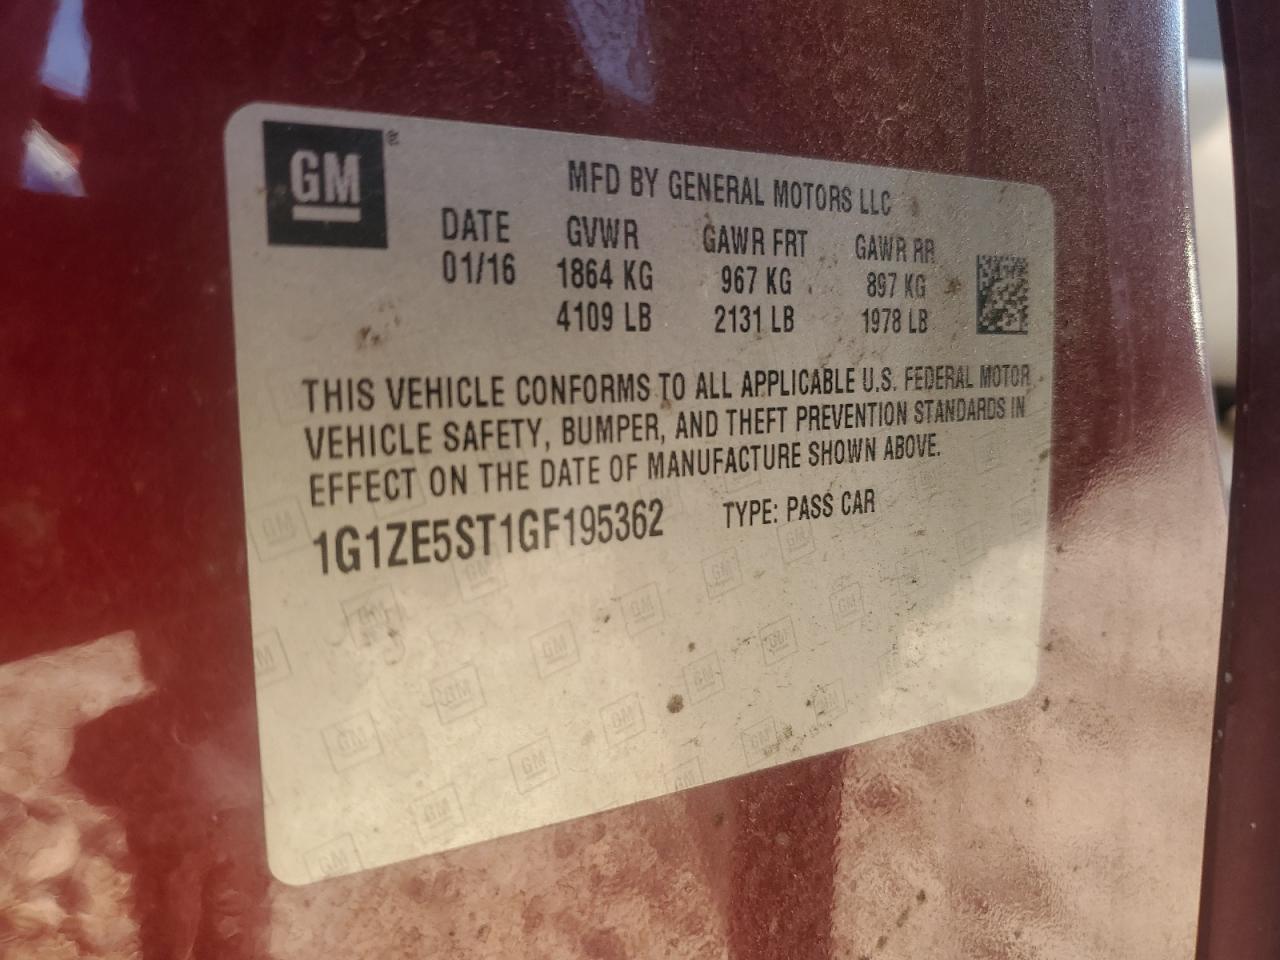 GM
MFD BY GENERAL MOTORS LLC
DATE GVWR GAWR FRT GAWR RR
01/16 1864 KG 967 KG 897 KG
4109 LB 2131 LB 1978 LB
THIS VEHICLE CONFORMS TO ALL APPLICABLE U.S. FEDERAL MOTOR
VEHICLE SAFETY, BUMPER, AND THEFT PREVENTION STANDARDS IN
EFFECT ON THE DATE OF MANUFACTURE SHOWN ABOVE.
1G1ZE5ST1GF195362 TYPE: PASS CAR